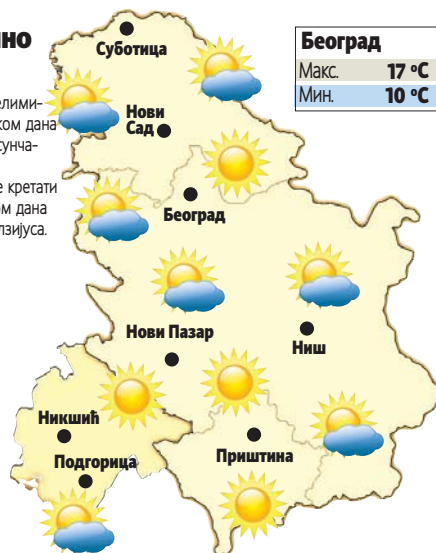 но
елими-
ком дана
сунча-
е кретати
ом дана
лзијуса.
Београд
Макс. 17 °C
Мин. 10 °C
Суботица
Нови
Сад
Београд
Нови Пазар
Ниш
Никшић
Подгорица
Приштина